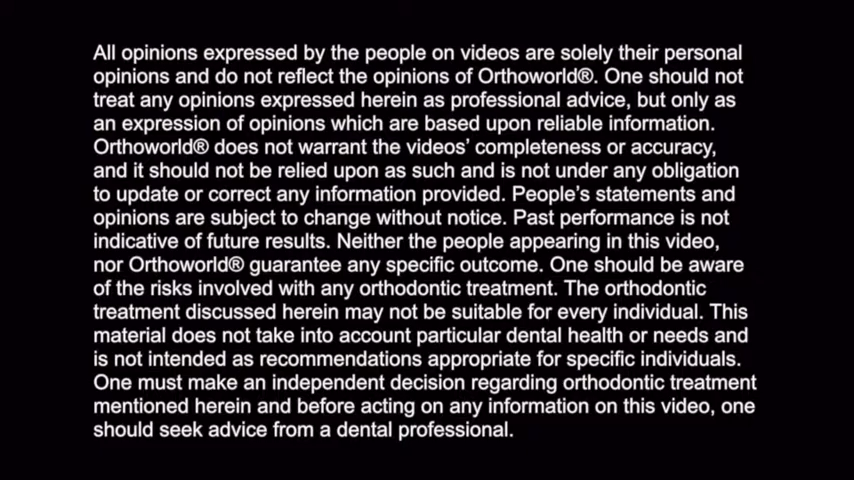 All opinions expressed by the people on videos are solely their personal
opinions and do not reflect the opinions of Orthoworld®. One should not
treat any opinions expressed herein as professional advice, but only as
an expression of opinions which are based upon reliable information.
Orthoworld® does not warrant the videos’ completeness or accuracy,
and it should not be relied upon as such and is not under any obligation
to update or correct any information provided. People’s statements and
opinions are subject to change without notice. Past performance is not
indicative of future results. Neither the people appearing in this video,
nor Orthoworld® guarantee any specific outcome. One should be aware
of the risks involved with any orthodontic treatment. The orthodontic
treatment discussed herein may not be suitable for every individual. This
material does not take into account particular dental health or needs and
is not intended as recommendations appropriate for specific individuals.
One must make an independent decision regarding orthodontic treatment
mentioned herein and before acting on any information on this video, one
should seek advice from a dental professional.